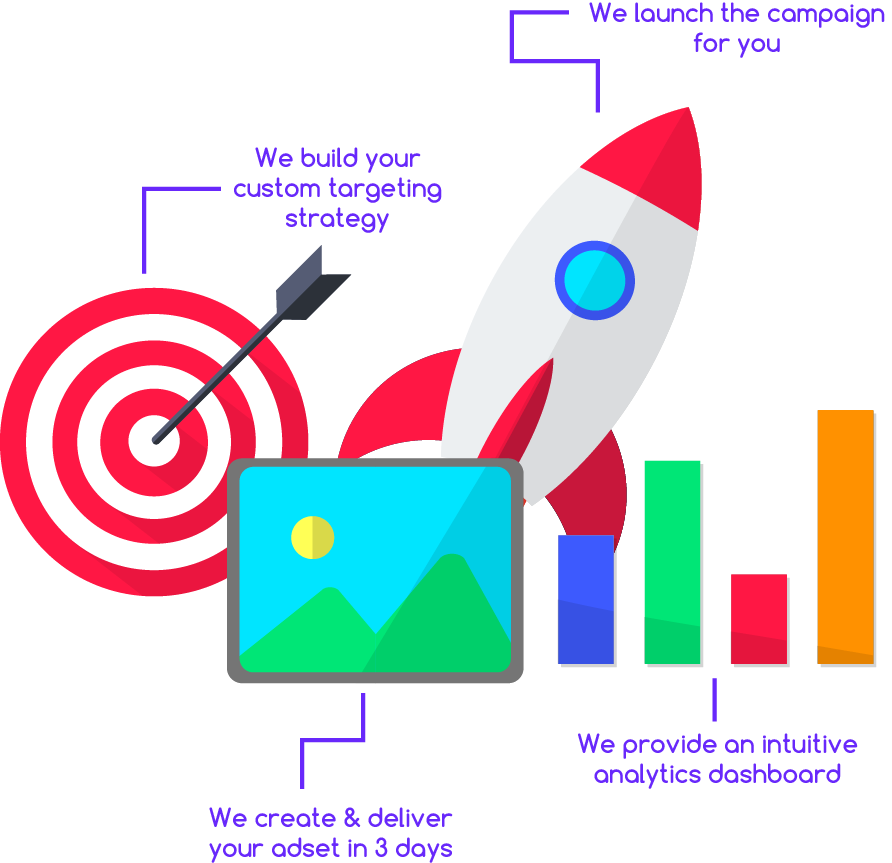 We launch the campaign
for you
We build your
custom targeting
strategy
We provide an intuitive
analytics dashboard
We create & deliver
your adset in 3 days